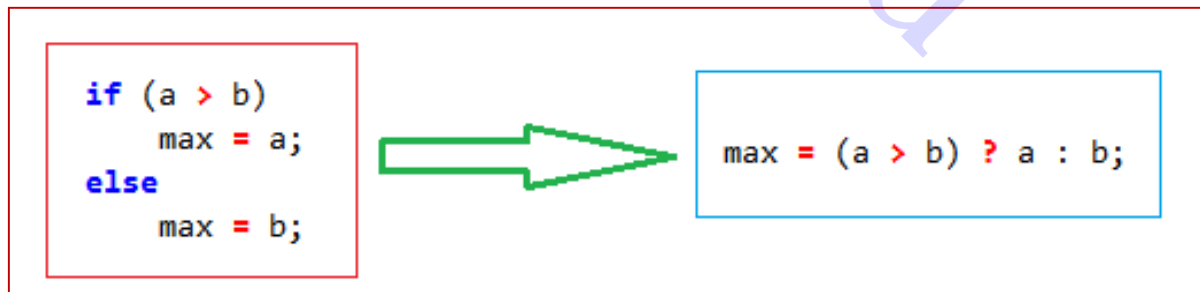 if (a > b)
max = a;
else
max = b;
max = (a > b) ? a : b;